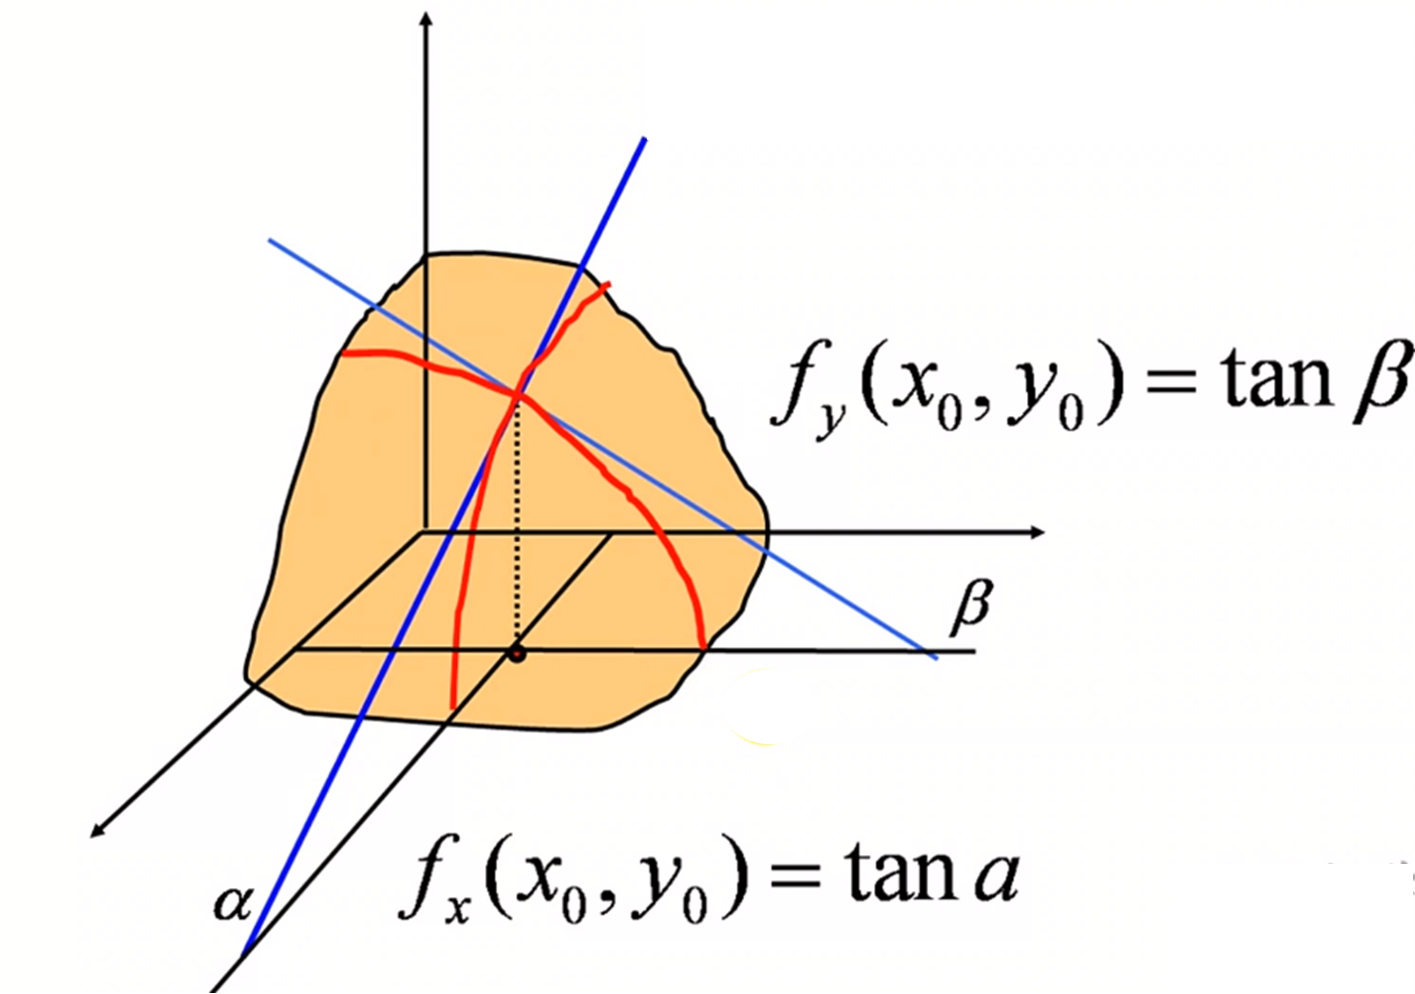 f_y(x_0, y_0) = tan β
β
α
f_x(x_0, y_0) = tan a